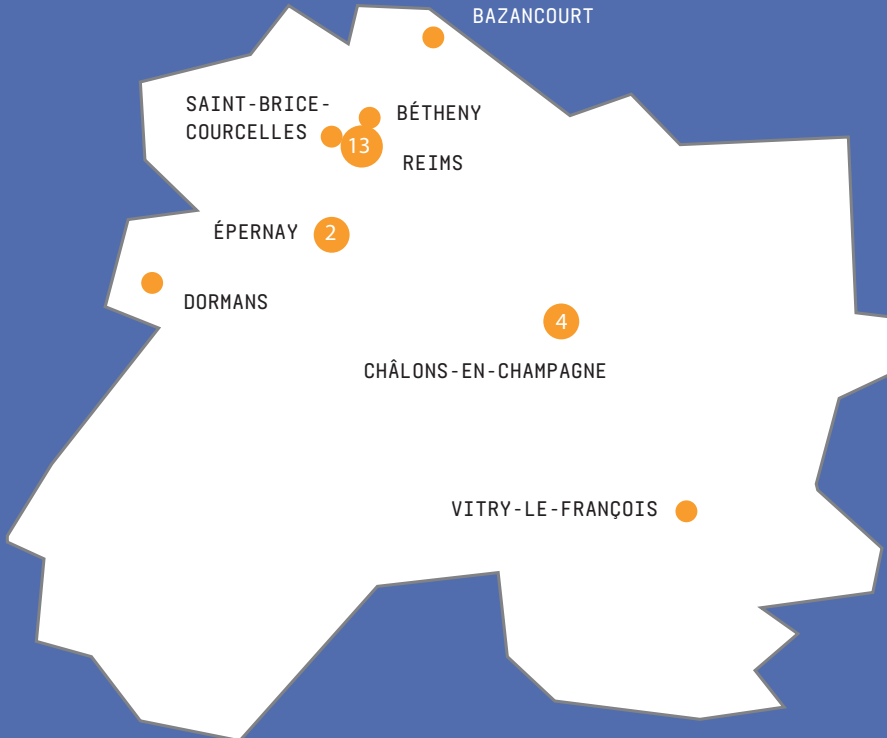 BAZANCOURT
SAINT-BRICE-
COURCELLES
BÉTHENY
13
REIMS
ÉPERNAY 2
DORMANS
4
CHÂLONS-EN-CHAMPAGNE
VITRY-LE-FRANÇOIS